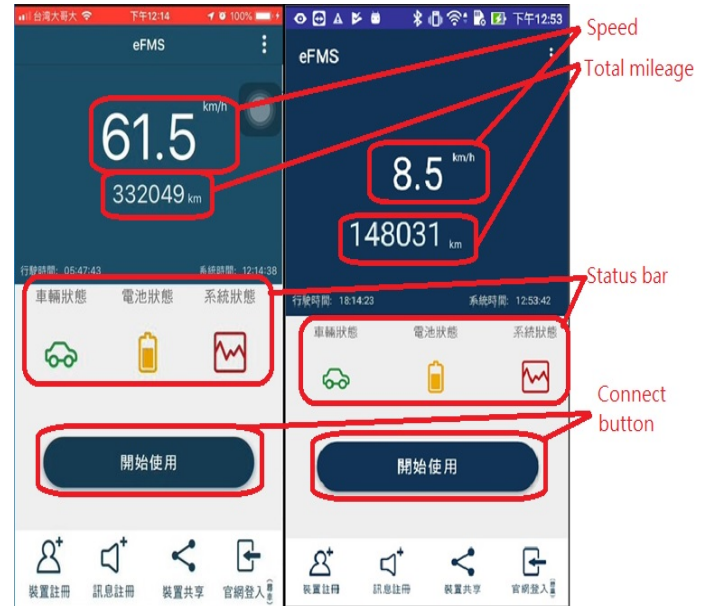 台湾大哥大 下午12:14 100%
eFMS
61.5 km/h
332049 km
行駛時間: 05:47:43 系統時間: 12:14:38
車輛狀態 電池狀態 系統狀態
開始使用
裝置註冊 訊息註冊 裝置共享 官網登入
下午12:53
eFMS
8.5 km/h
148031 km
行駛時間: 18:14:23 系統時間: 12:53:42
車輛狀態 電池狀態 系統狀態
開始使用
裝置註冊 訊息註冊 裝置共享 官網登入
Speed
Total mileage
Status bar
Connect
button